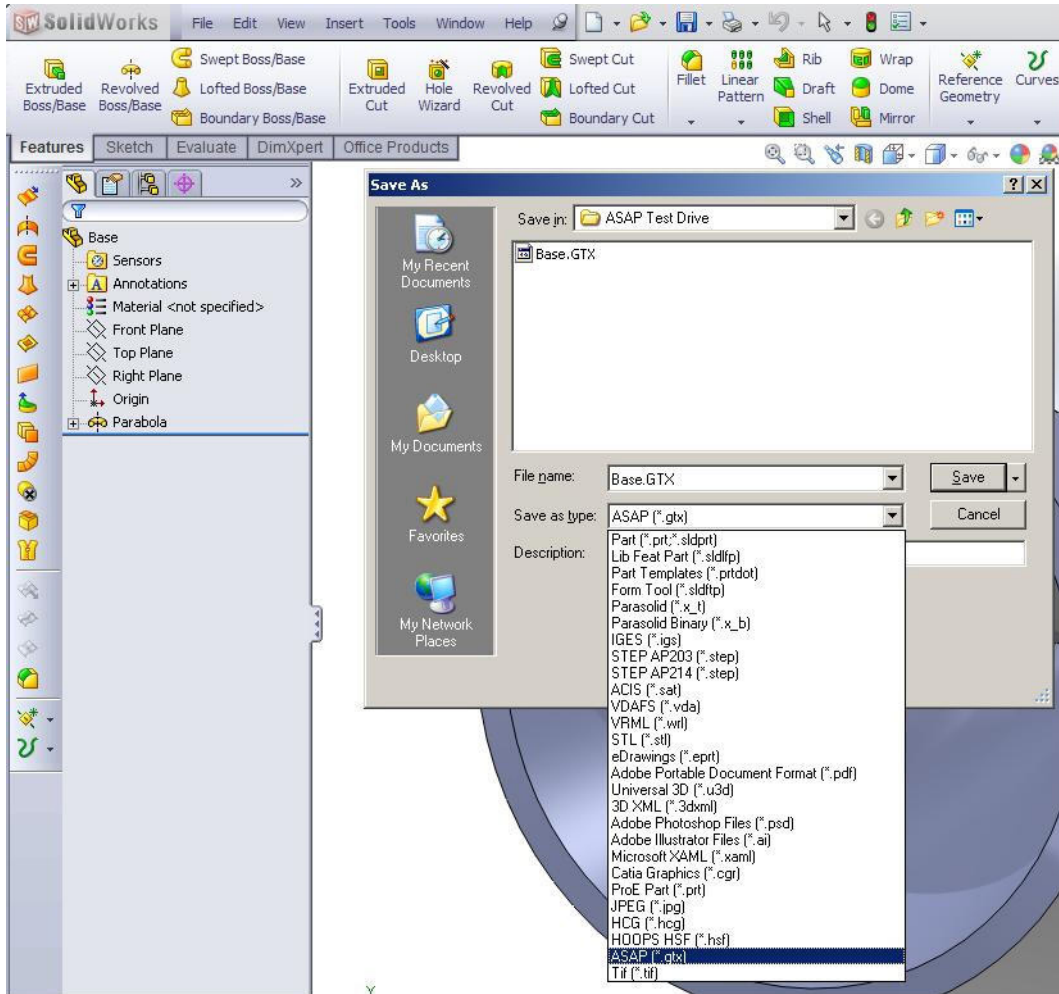 SW SolidWorks File Edit View Insert Tools Window Help
Extruded Boss/Base
Revolved Boss/Base
Swept Boss/Base
Lofted Boss/Base
Boundary Boss/Base
Extruded Cut
Hole Wizard
Revolved Cut
Swept Cut
Lofted Cut
Boundary Cut
Fillet
Linear Pattern
Rib
Draft
Shell
Wrap
Dome
Mirror
Reference Geometry
Curves
Features Sketch Evaluate DimXpert Office Products
»
Base
Sensors
A Annotations
Material <not specified>
Front Plane
Top Plane
Right Plane
Origin
Parabola
Save As
Save in: ASAP Test Drive
My Recent Documents
Desktop
My Documents
Favorites
My Network Places
Base.GTX
File name: Base.GTX Save
Save as type: ASAP (*.gtx) Cancel
Description:
Part (*.prt;*.sldprt)
Lib Feat Part (*.sldlfp)
Part Templates (*.prtdot)
Form Tool (*.sldftp)
Parasolid (*.x_t)
Parasolid Binary (*.x_b)
IGES (*.igs)
STEP AP203 (*.step)
STEP AP214 (*.step)
ACIS (*.sat)
VDAFS (*.vda)
VRML (*.wrl)
STL (*.stl)
eDrawings (*.eprt)
Adobe Portable Document Format (*.pdf)
Universal 3D (*.u3d)
3D XML (*.3dxml)
Adobe Photoshop Files (*.psd)
Adobe Illustrator Files (*.ai)
Microsoft XAML (*.xaml)
Catia Graphics (*.cgr)
ProE Part (*.prt)
JPEG (*.jpg)
HCG (*.hcg)
HOOPS HSF (*.hsf)
ASAP (*.gtx)
Tif (*.tif)
Y